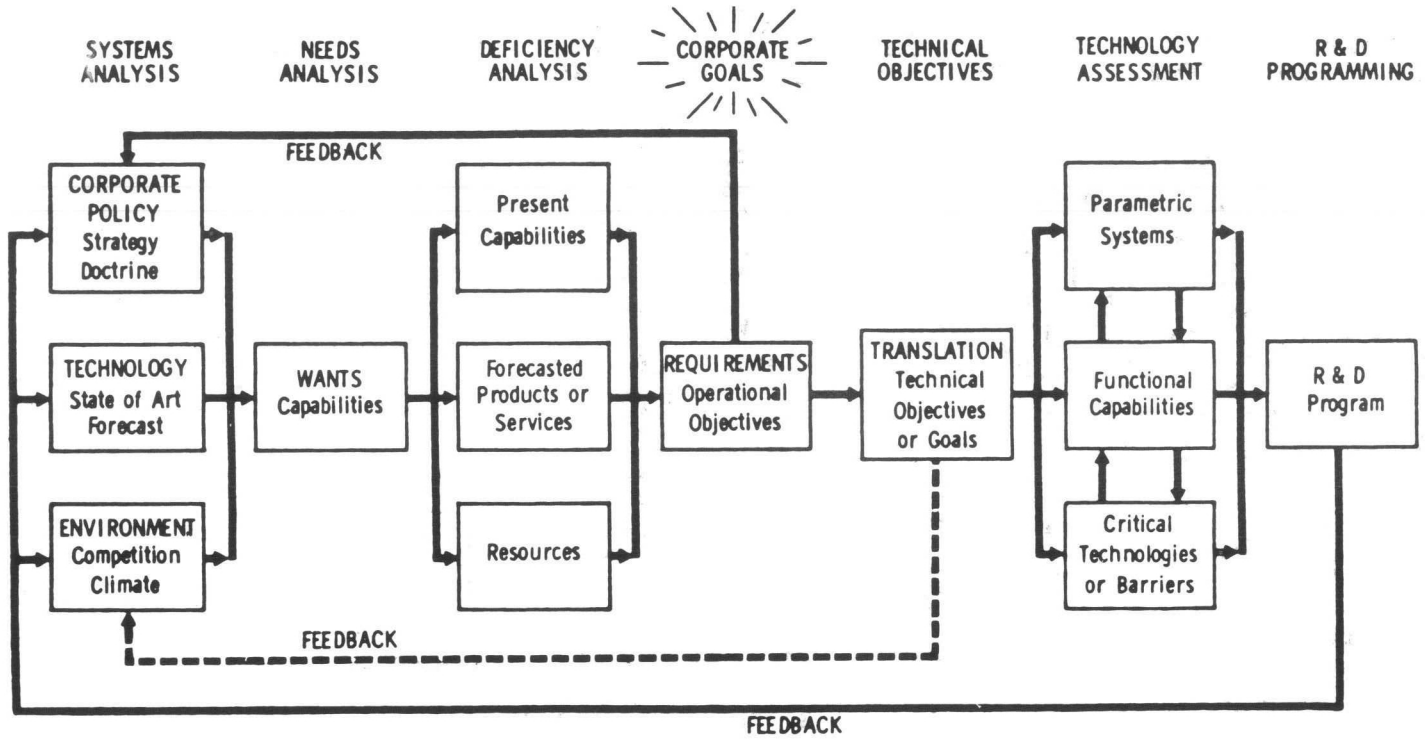 SYSTEMS
ANALYSIS
NEEDS
ANALYSIS
DEFICIENCY
ANALYSIS
CORPORATE
GOALS
TECHNICAL
OBJECTIVES
TECHNOLOGY
ASSESSMENT
R & D
PROGRAMMING
FEEDBACK
CORPORATE
POLICY
Strategy
Doctrine
TECHNOLOGY
State of Art
Forecast
ENVIRONMENT
Competition
Climate
WANTS
Capabilities
Present
Capabilities
Forecasted
Products or
Services
Resources
REQUIREMENTS
Operational
Objectives
TRANSLATION
Technical
Objectives
or Goals
Parametric
Systems
Functional
Capabilities
Critical
Technologies
or Barriers
R & D
Program
FEEDBACK
FEEDBACK